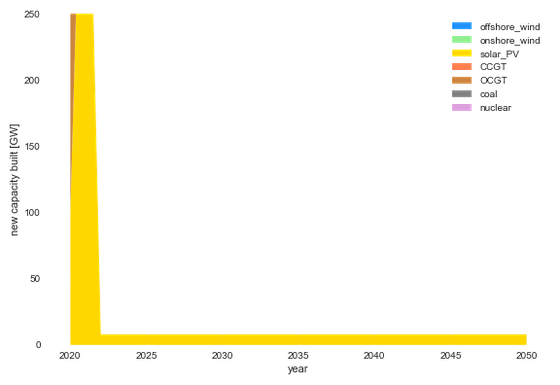 250
200
150
100
50
0
new capacity built [GW]
2020 2025 2030 2035 2040 2045 2050
year
offshore_wind
onshore_wind
solar_PV
CCGT
OCGT
coal
nuclear